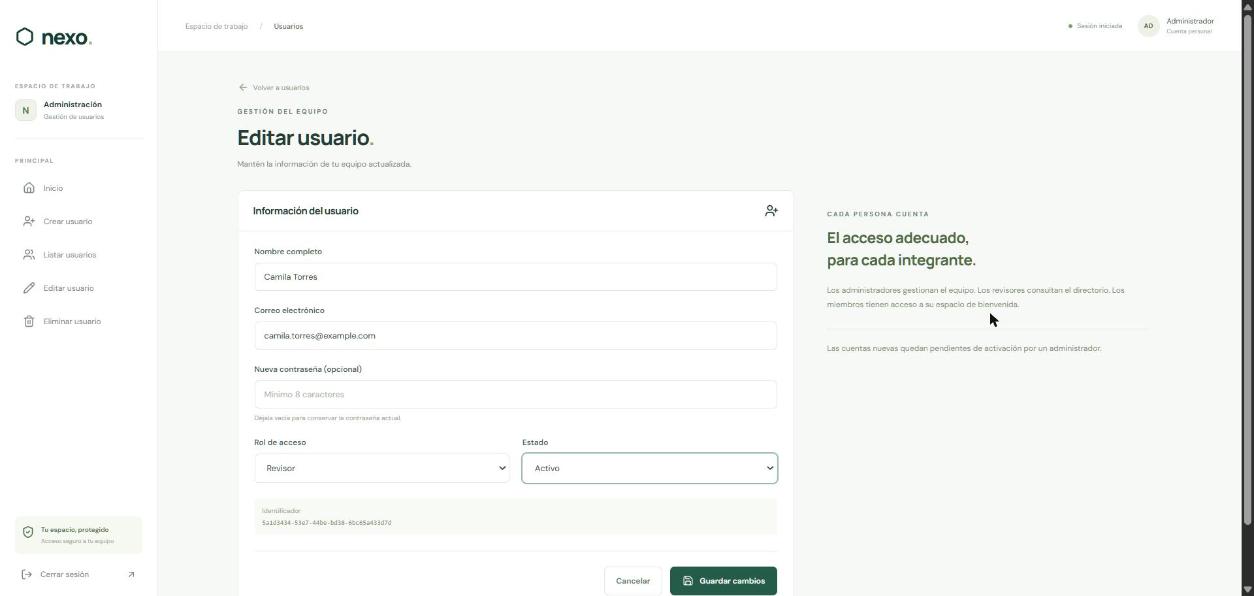 nexo.
Espacio de trabajo / Usuarios
Sesión iniciada
AD
Administrador
Cuenta personal
ESPACIO DE TRABAJO
N
Administración
Gestión de usuarios
PRINCIPAL
Inicio
Crear usuario
Listar usuarios
Editar usuario
Eliminar usuario
Tu espacio, protegido
Acceso seguro a tu equipo
Cerrar sesión
Volver a usuarios
GESTIÓN DEL EQUIPO
Editar usuario.
Mantén la información de tu equipo actualizada.
Información del usuario
Nombre completo
Camila Torres
Correo electrónico
camila.torres@example.com
Nueva contraseña (opcional)
Mínimo 8 caracteres
Déjala vacía para conservar la contraseña actual.
Rol de acceso
Revisor
Estado
Activo
Identificador
5a1d3434-53e7-44be-bd38-6bc65a433d7d
Cancelar
Guardar cambios
CADA PERSONA CUENTA
El acceso adecuado,
para cada integrante.
Los administradores gestionan el equipo. Los revisores consultan el directorio. Los
miembros tienen acceso a su espacio de bienvenida.
Las cuentas nuevas quedan pendientes de activación por un administrador.